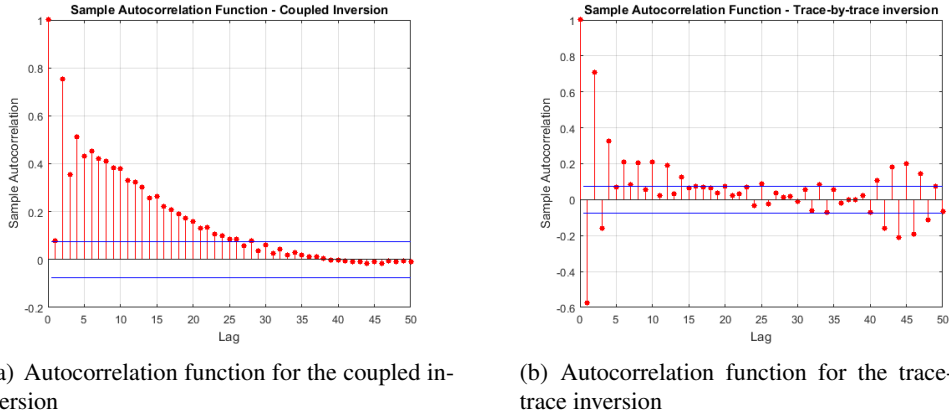 Sample Autocorrelation Function - Coupled Inversion
1
0.8
0.6
0.4
0.2
0
-0.2
Sample Autocorrelation
0 5 10 15 20 25 30 35 40 45 50
Lag
a) Autocorrelation function for the coupled in-
ersion
Sample Autocorrelation Function - Trace-by-trace inversion
1
0.8
0.6
0.4
0.2
0
-0.2
-0.4
-0.6
Sample Autocorrelation
0 5 10 15 20 25 30 35 40 45 50
Lag
(b) Autocorrelation function for the trace-
trace inversion